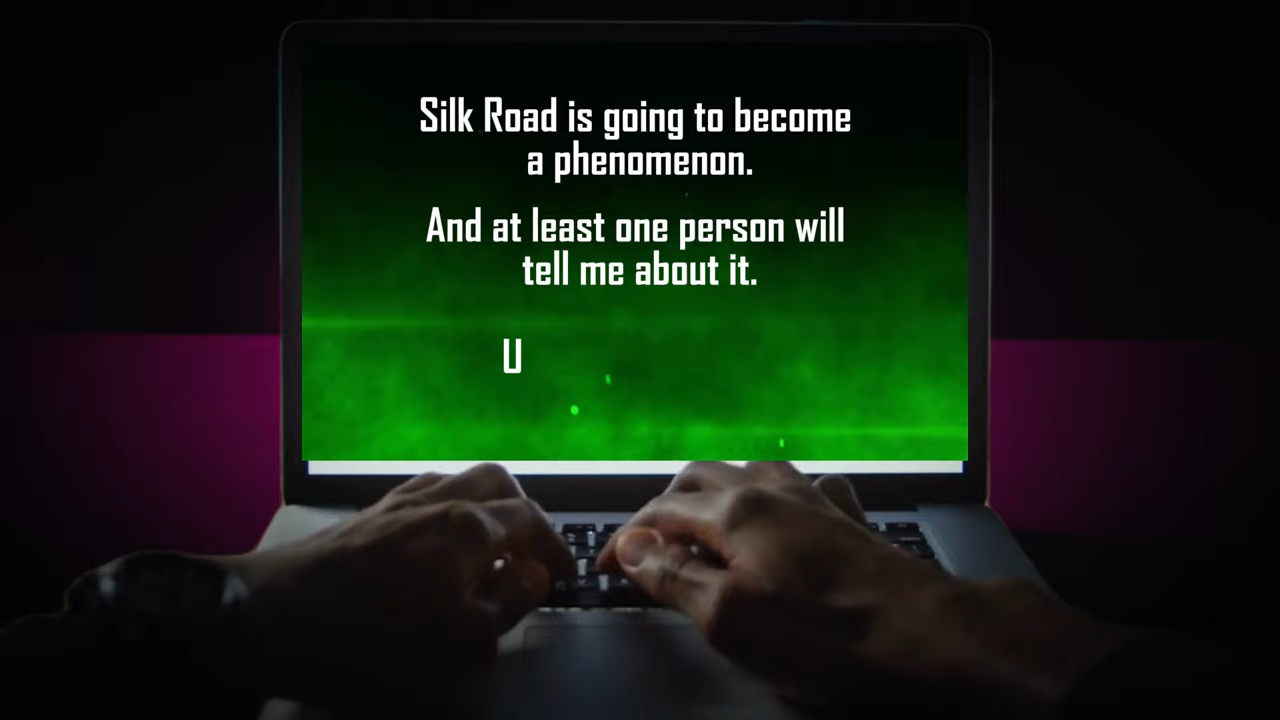 Silk Road is going to become
a phenomenon.
And at least one person will
tell me about it.
U